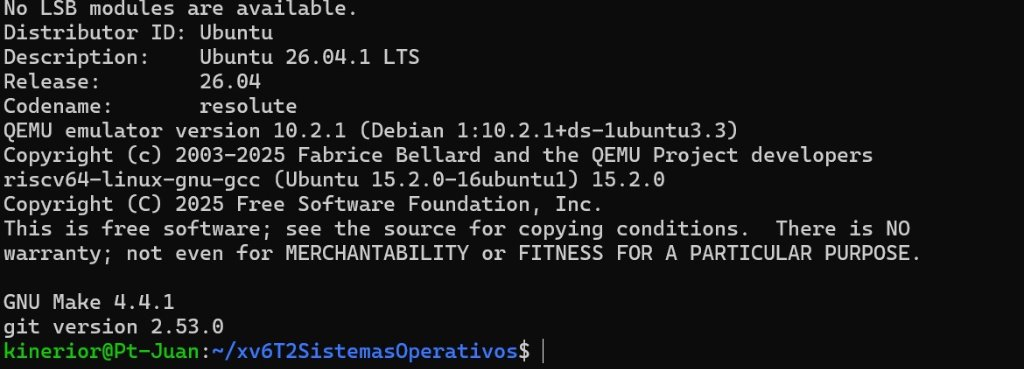 No LSB modules are available.
Distributor ID: Ubuntu
Description:    Ubuntu 26.04.1 LTS
Release:        26.04
Codename:       resolute
QEMU emulator version 10.2.1 (Debian 1:10.2.1+ds-1ubuntu3.3)
Copyright (c) 2003-2025 Fabrice Bellard and the QEMU Project developers
riscv64-linux-gnu-gcc (Ubuntu 15.2.0-16ubuntu1) 15.2.0
Copyright (C) 2025 Free Software Foundation, Inc.
This is free software; see the source for copying conditions.  There is NO
warranty; not even for MERCHANTABILITY or FITNESS FOR A PARTICULAR PURPOSE.

GNU Make 4.4.1
git version 2.53.0
kinerior@Pt-Juan:~/xv6T2SistemasOperativos$